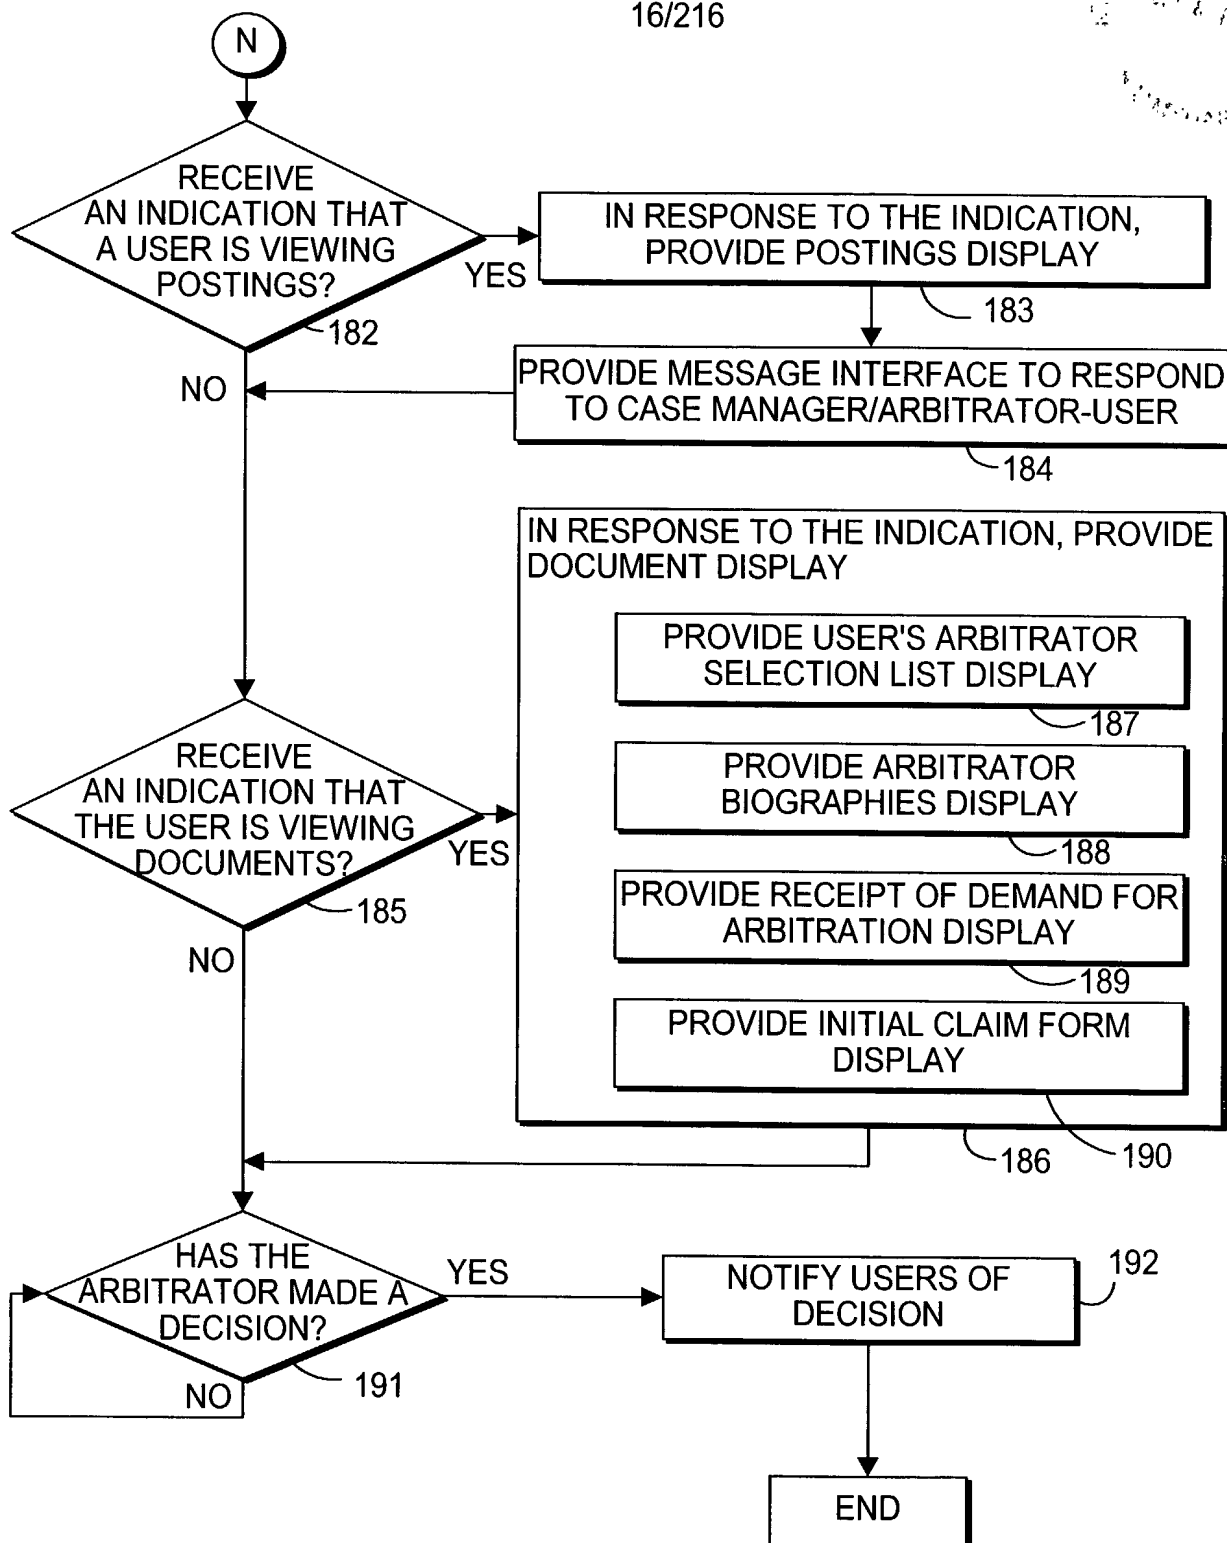 16/216
N
RECEIVE
AN INDICATION THAT
A USER IS VIEWING
POSTINGS?
182
YES
NO
IN RESPONSE TO THE INDICATION,
PROVIDE POSTINGS DISPLAY
183
PROVIDE MESSAGE INTERFACE TO RESPOND
TO CASE MANAGER/ARBITRATOR-USER
184
RECEIVE
AN INDICATION THAT
THE USER IS VIEWING
DOCUMENTS?
185
YES
NO
IN RESPONSE TO THE INDICATION, PROVIDE
DOCUMENT DISPLAY
PROVIDE USER'S ARBITRATOR
SELECTION LIST DISPLAY
187
PROVIDE ARBITRATOR
BIOGRAPHIES DISPLAY
188
PROVIDE RECEIPT OF DEMAND FOR
ARBITRATION DISPLAY
189
PROVIDE INITIAL CLAIM FORM
DISPLAY
190
186
HAS THE
ARBITRATOR MADE A
DECISION?
191
YES
NO
NOTIFY USERS OF
DECISION
192
END